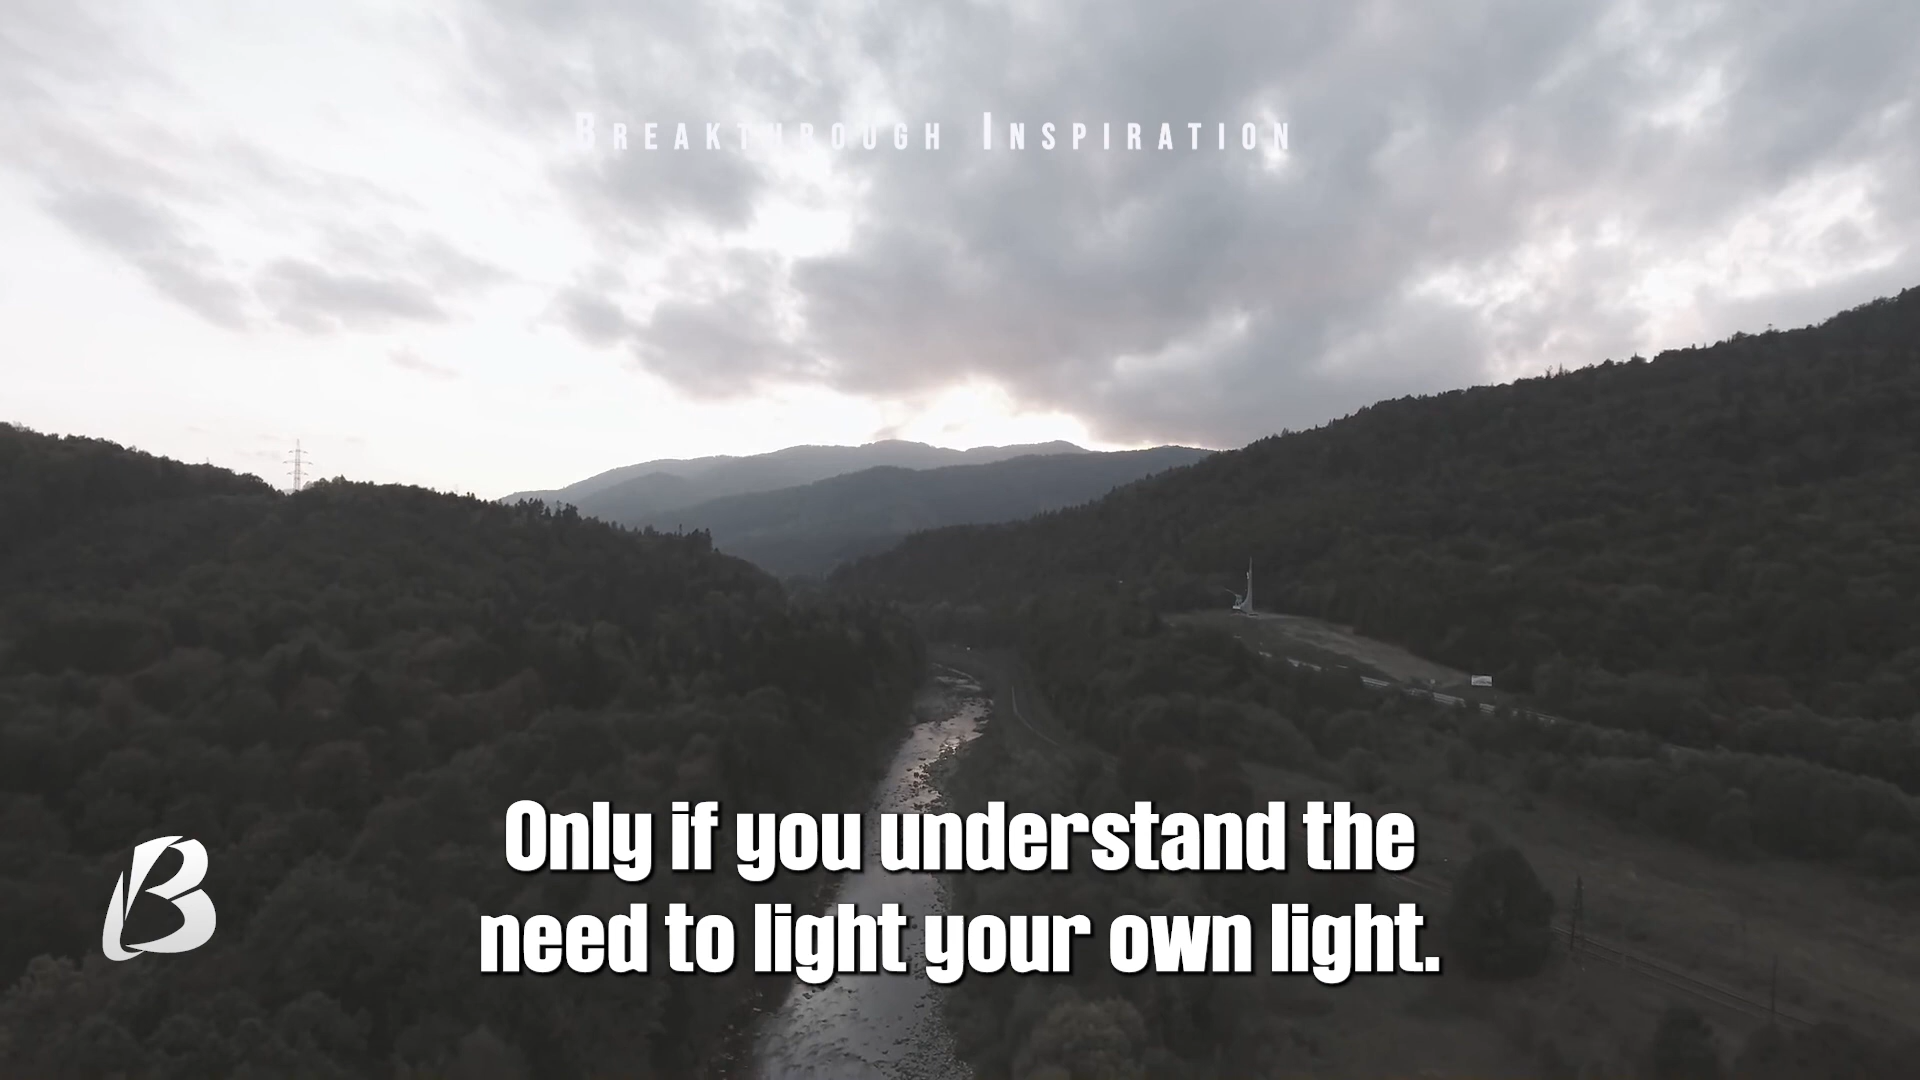 Breakthrough Inspiration
Only if you understand the
need to light your own light.
B